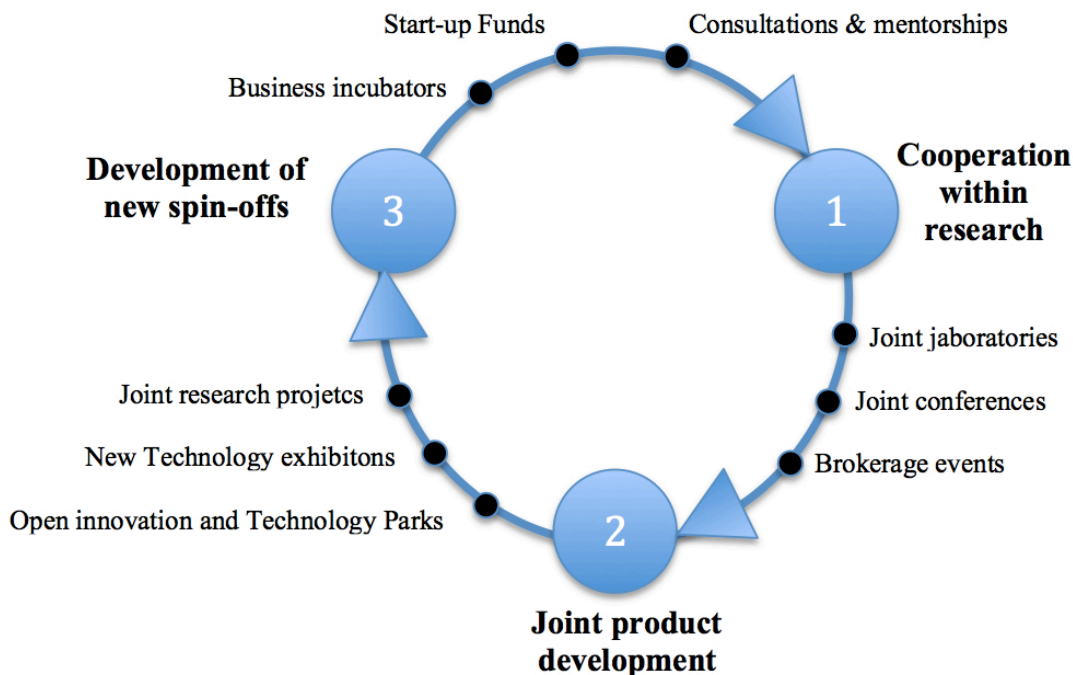 Start-up Funds
Consultations & mentorships
Business incubators
Development of
new spin-offs
3
1
Cooperation
within
research
Joint jaboratories
Joint research projetcs
Joint conferences
New Technology exhibitons
Brokerage events
Open innovation and Technology Parks
2
Joint product
development